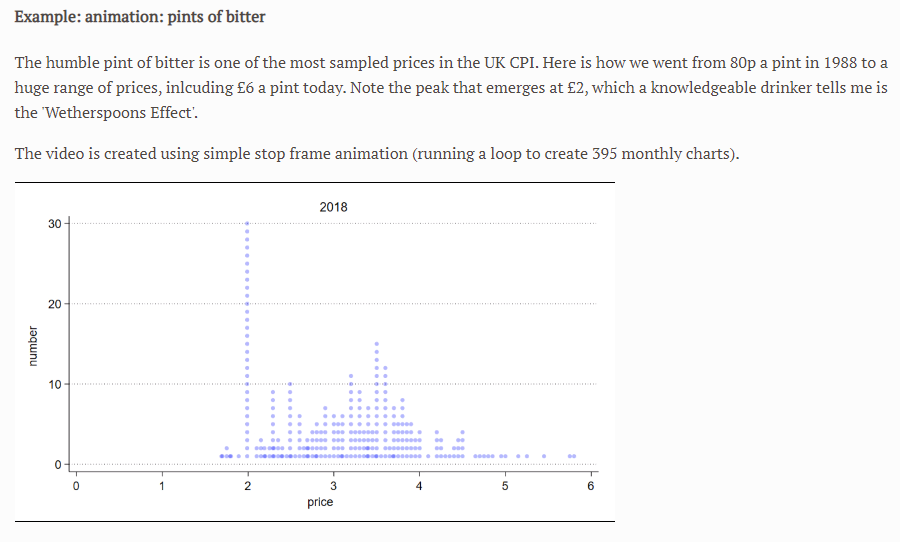 Example: animation: pints of bitter
The humble pint of bitter is one of the most sampled prices in the UK CPI. Here is how we went from 80p a pint in 1988 to a
huge range of prices, inlcuding £6 a pint today. Note the peak that emerges at £2, which a knowledgeable drinker tells me is
the 'Wetherspoons Effect'.
The video is created using simple stop frame animation (running a loop to create 395 monthly charts).
2018
30
20
number
10
0
0 1 2 3 4 5 6
price